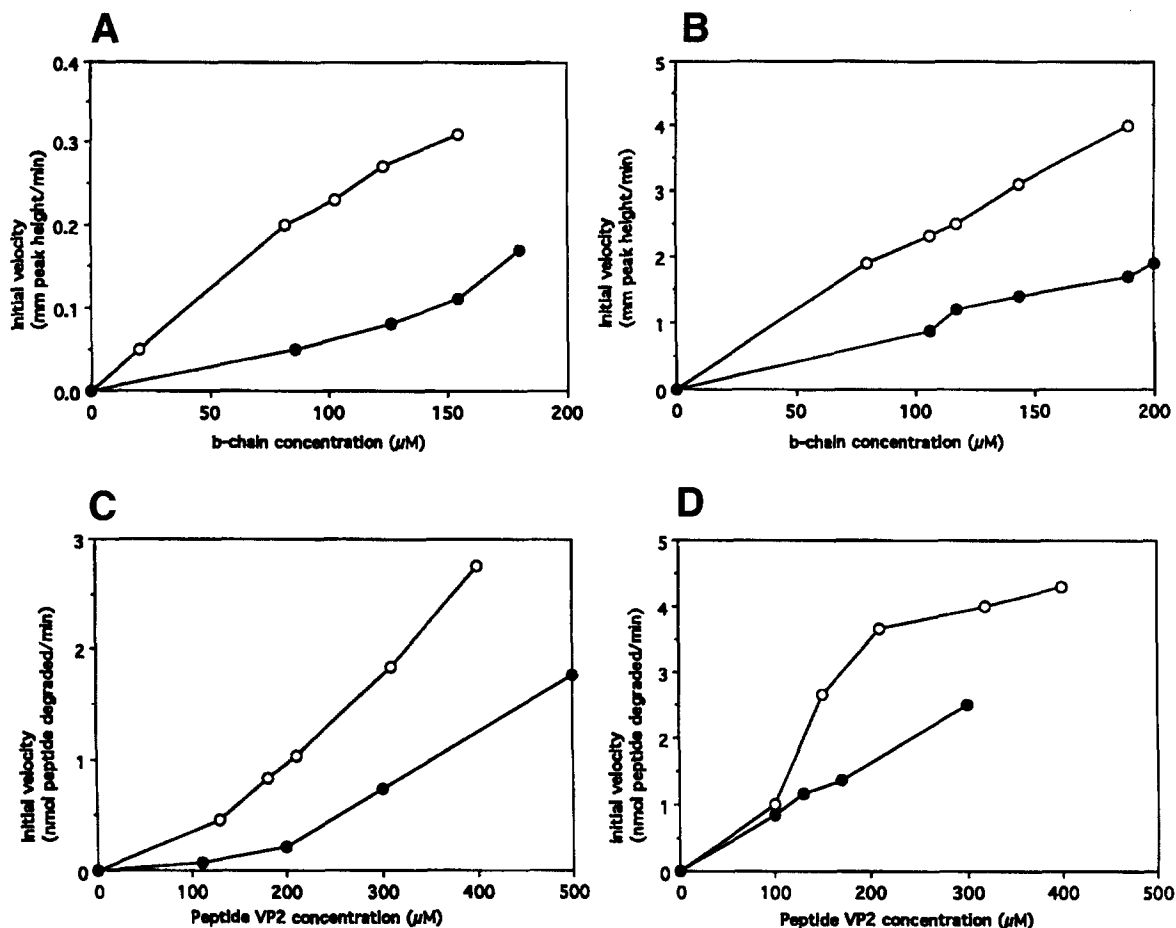 A
Initial velocity
(mm peak height/min)
0.4
0.3
0.2
0.1
0.0
0
50
100
150
200
b-chain concentration (µM)
B
Initial velocity
(mm peak height/min)
5
4
3
2
1
0
0
50
100
150
200
b-chain concentration (µM)
C
Initial velocity
(nmol peptide degraded/min)
3
2
1
0
0
100
200
300
400
500
Peptide VP2 concentration (µM)
D
Initial velocity
(nmol peptide degraded/min)
5
4
3
2
1
0
0
100
200
300
400
500
Peptide VP2 concentration (µM)